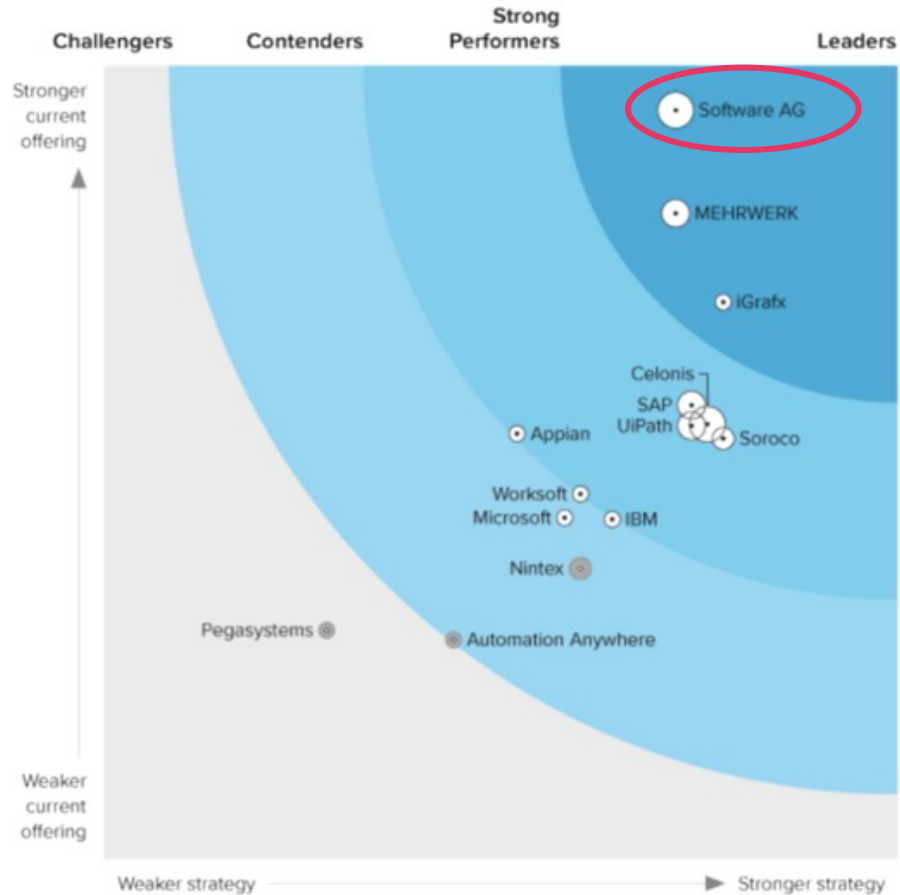 Challengers
Contenders
Strong
Performers
Leaders
Stronger
current
offering
Software AG
MEHRWERK
iGrafx
Celonis
SAP
UiPath
Soroco
Appian
Worksoft
Microsoft
IBM
Nintex
Pegasystems
Automation Anywhere
Weaker
current
offering
Weaker strategy
Stronger strategy